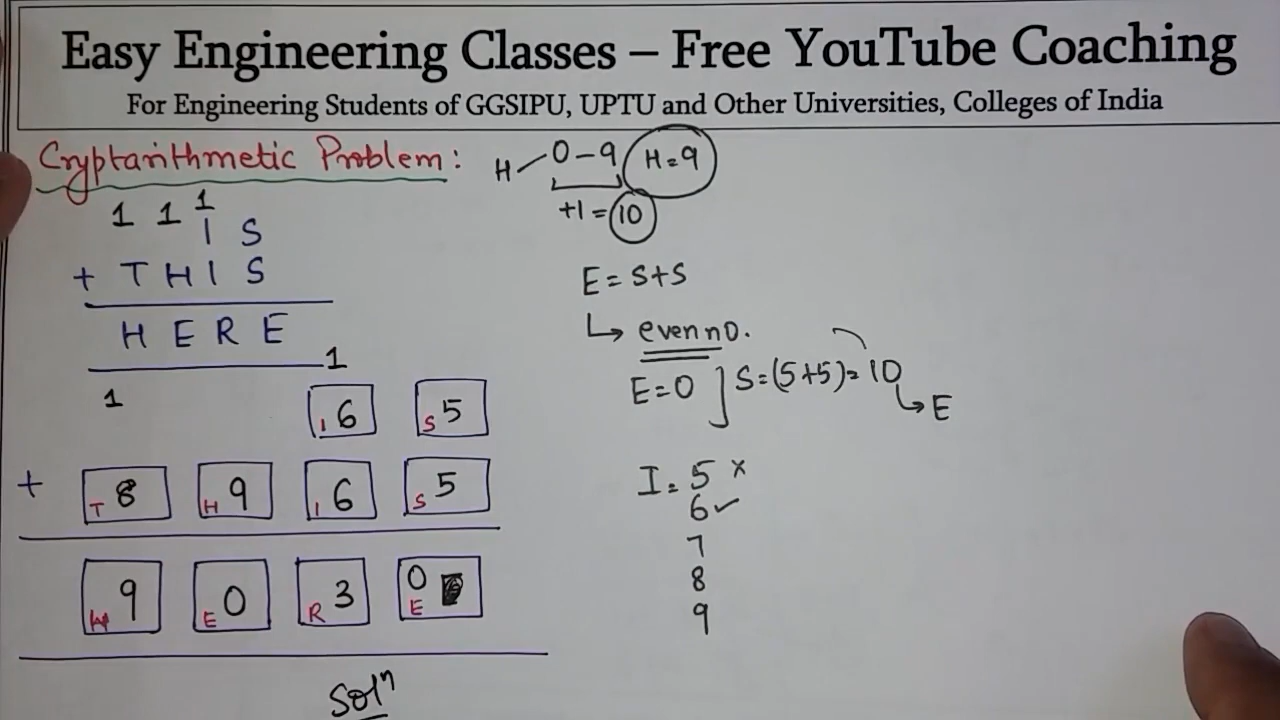 Easy Engineering Classes – Free YouTube Coaching
For Engineering Students of GGSIPU, UPTU and Other Universities, Colleges of India
Cryptarithmetic Problem:
1 1 1
I S
+ T H I S
H E R E
1
1
I 6 S 5
+ T 8 H 9 I 6 S 5
H 9 E 0 R 3 E 0
Solⁿ
H 0-9 H=9
+1=10
E = S+S
↳ even no.
E=0 ] S=(5+5)=10
↳ E
I = 5 ×
6 ✓
7
8
9